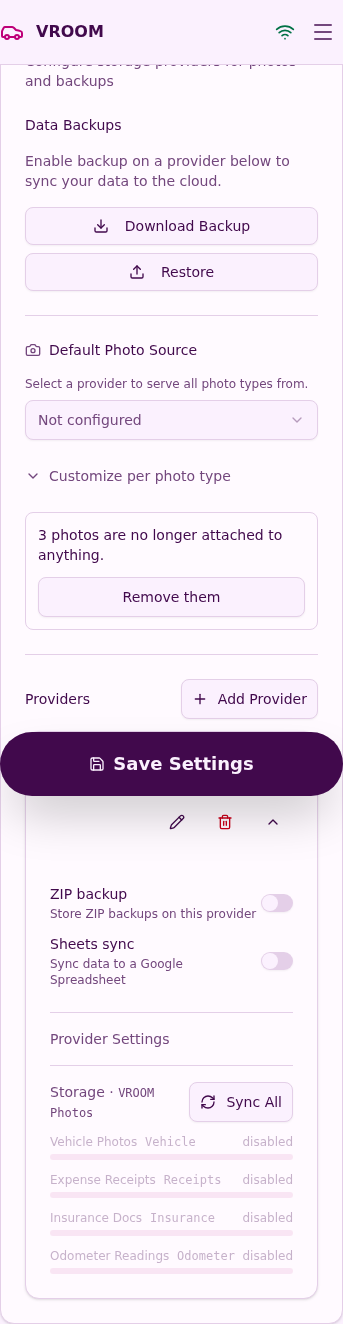 VROOM
Configure storage providers for photos
and backups
Data Backups
Enable backup on a provider below to
sync your data to the cloud.
Download Backup
Restore
Default Photo Source
Select a provider to serve all photo types from.
Not configured
Customize per photo type
3 photos are no longer attached to
anything.
Remove them
Providers
Add Provider
Save Settings
ZIP backup
Store ZIP backups on this provider
Sheets sync
Sync data to a Google
Spreadsheet
Provider Settings
Storage · VROOM
Photos
Sync All
Vehicle Photos Vehicle disabled
Expense Receipts Receipts disabled
Insurance Docs Insurance disabled
Odometer Readings Odometer disabled